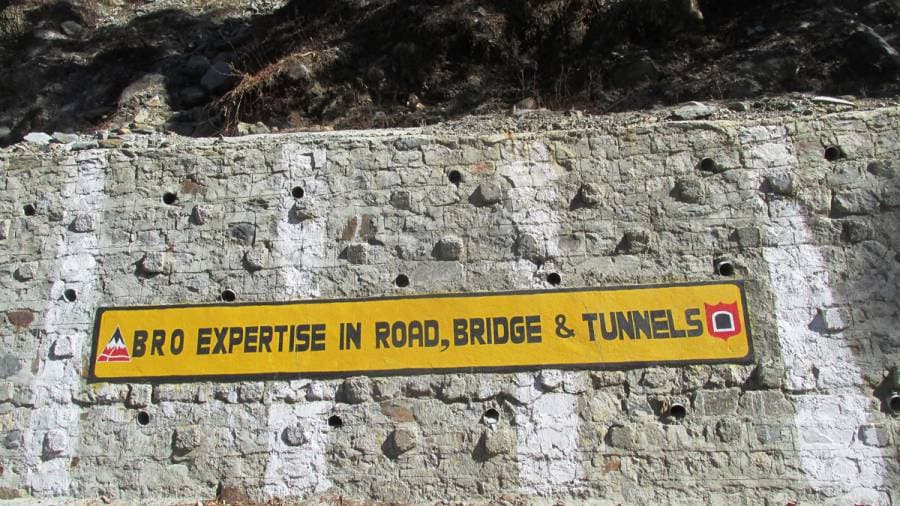 BRO EXPERTISE IN ROAD, BRIDGE & TUNNELS